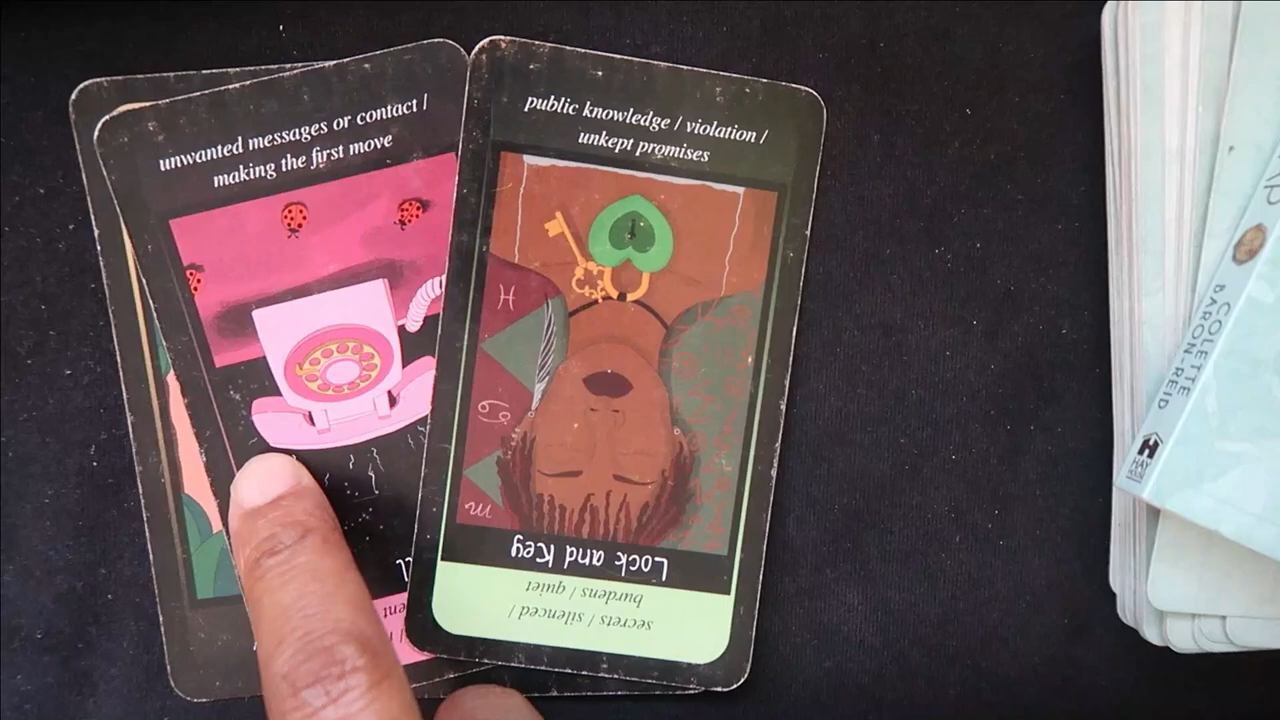 unwanted messages or contact /
making the first move
public knowledge / violation /
unkept promises
Lock and Key
secrets / silenced /
burdens / quiet
COLETTE
BARON-REID
HAY
HOUSE